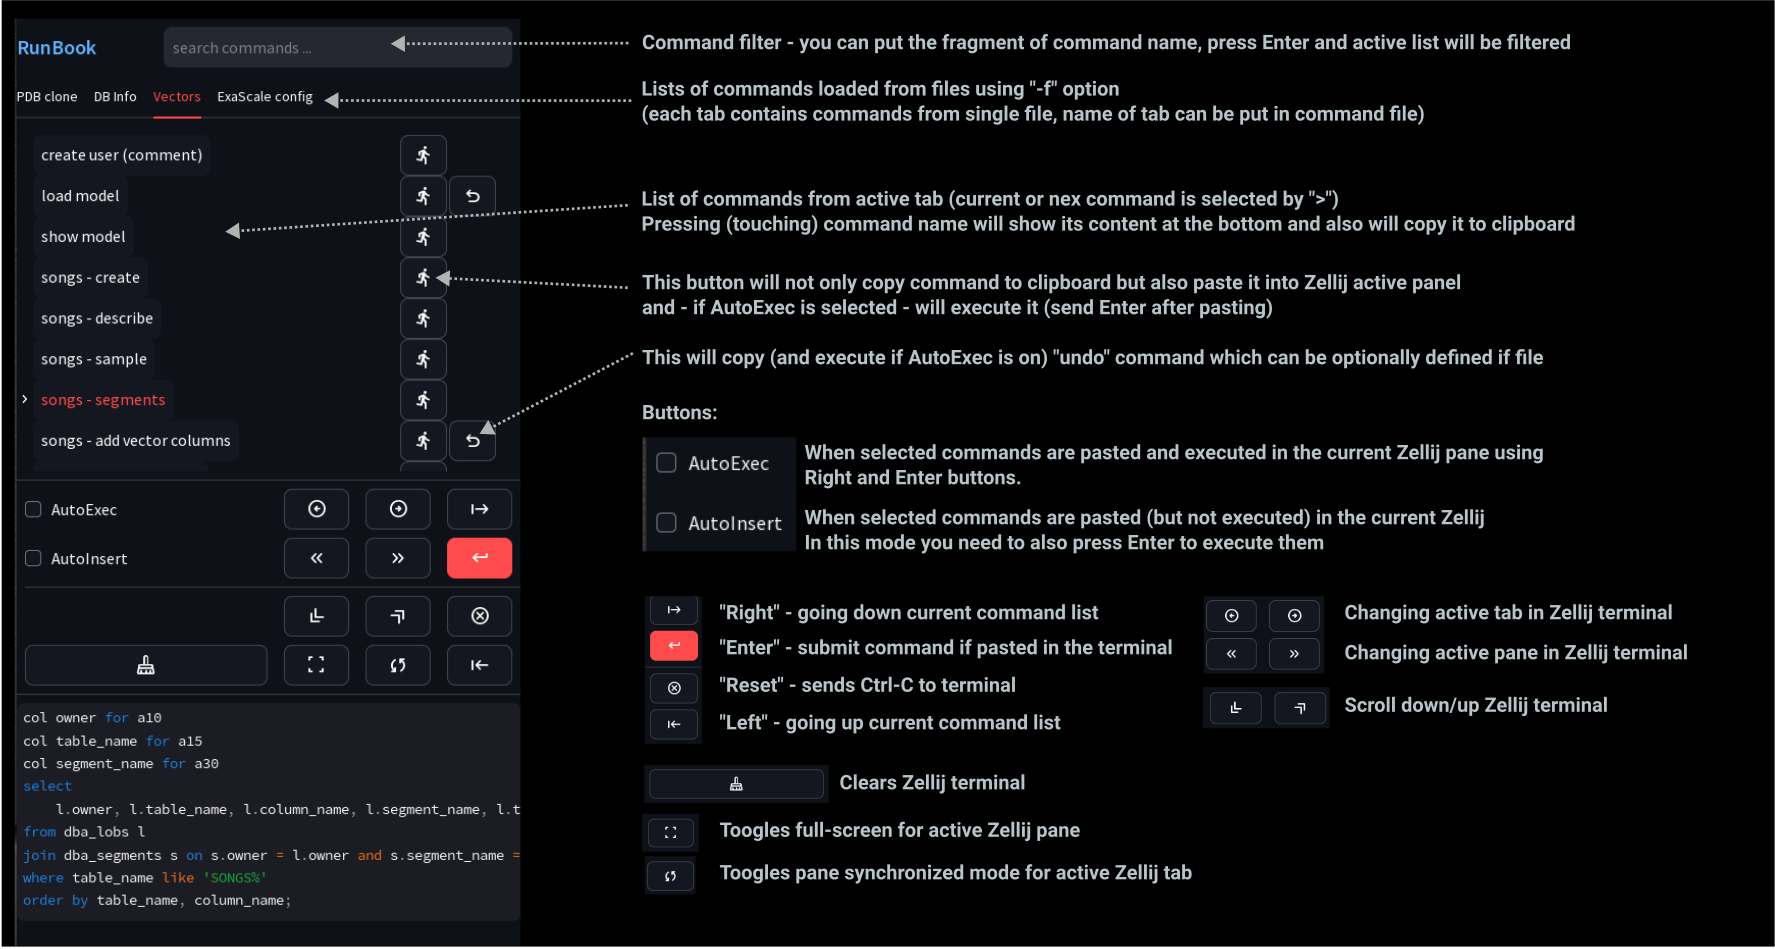 RunBook
search commands ...
PDB clone DB Info Vectors ExaScale config
create user (comment)
load model
show model
songs - create
songs - describe
songs - sample
> songs - segments
songs - add vector columns
AutoExec
AutoInsert
col owner for a10
col table_name for a15
col segment_name for a30
select
l.owner, l.table_name, l.column_name, l.segment_name, l.t
from dba_lobs l
join dba_segments s on s.owner = l.owner and s.segment_name =
where table_name like 'SONGS%'
order by table_name, column_name;
Command filter - you can put the fragment of command name, press Enter and active list will be filtered
Lists of commands loaded from files using "-f" option
(each tab contains commands from single file, name of tab can be put in command file)
List of commands from active tab (current or nex command is selected by ">")
Pressing (touching) command name will show its content at the bottom and also will copy it to clipboard
This button will not only copy command to clipboard but also paste it into Zellij active panel
and - if AutoExec is selected - will execute it (send Enter after pasting)
This will copy (and execute if AutoExec is on) "undo" command which can be optionally defined if file
Buttons:
AutoExec
When selected commands are pasted and executed in the current Zellij pane using
Right and Enter buttons.
AutoInsert
When selected commands are pasted (but not executed) in the current Zellij
In this mode you need to also press Enter to execute them
"Right" - going down current command list
"Enter" - submit command if pasted in the terminal
"Reset" - sends Ctrl-C to terminal
"Left" - going up current command list
Changing active tab in Zellij terminal
Changing active pane in Zellij terminal
Scroll down/up Zellij terminal
Clears Zellij terminal
Toogles full-screen for active Zellij pane
Toogles pane synchronized mode for active Zellij tab